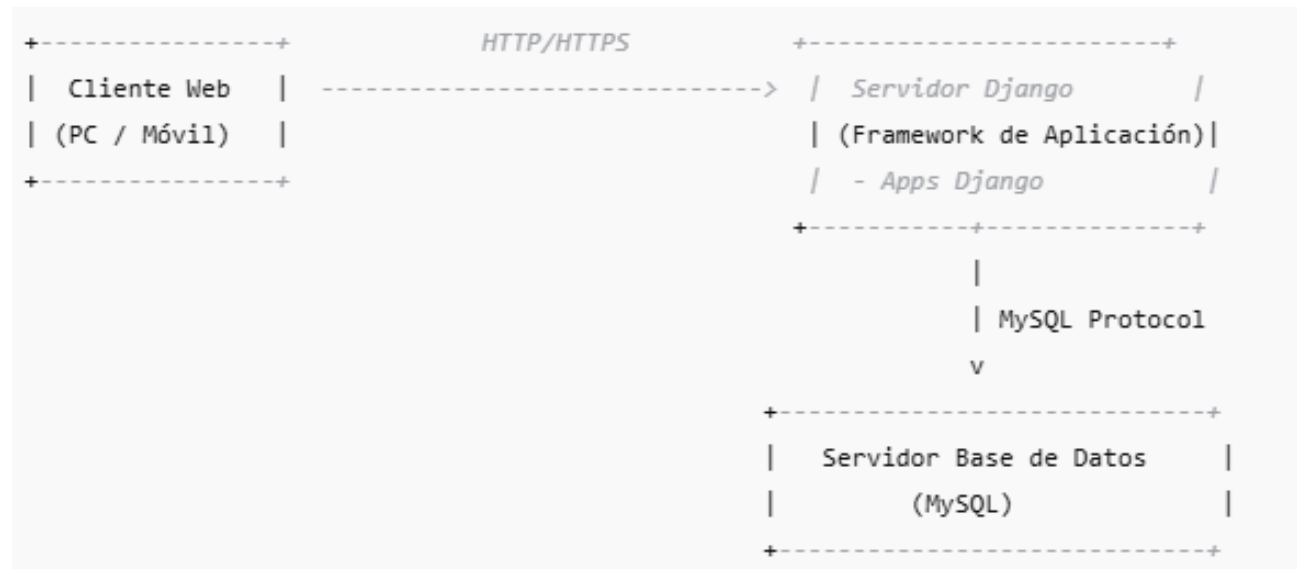 HTTP/HTTPS
Cliente Web
(PC / Móvil)
Servidor Django
(Framework de Aplicación)
- Apps Django
MySQL Protocol
v
Servidor Base de Datos
(MySQL)